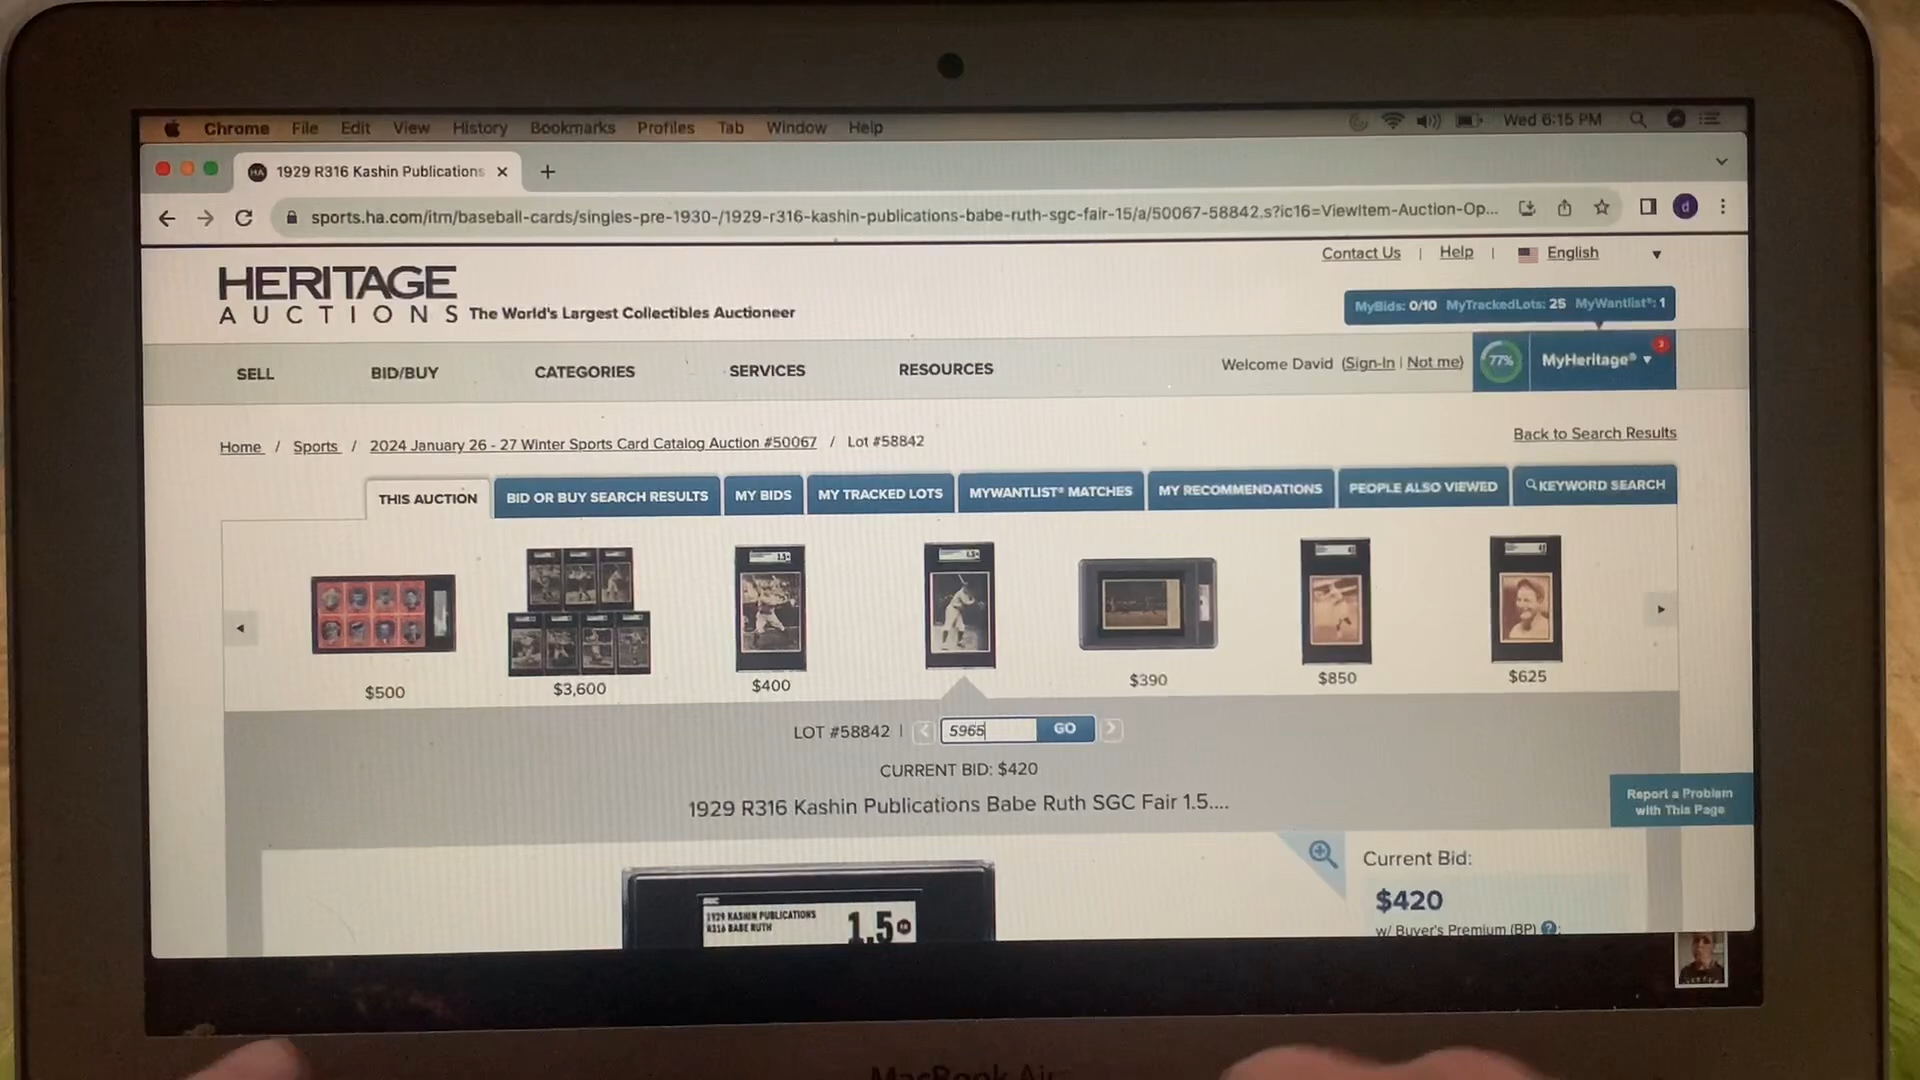 Chrome File Edit View History Bookmarks Profiles Tab Window Help Wed 6:15 PM
HA 1929 R316 Kashin Publications
sports.ha.com/itm/baseball-cards/singles-pre-1930-/1929-r316-kashin-publications-babe-ruth-sgc-fair-15/a/50067-58842.s?ic16=ViewItem-Auction-Op... d
Contact Us | Help | English
HERITAGE
AUCTIONS The World's Largest Collectibles Auctioneer
MyBids: 0/10 MyTrackedLots: 25 MyWantlist®: 1
SELL BID/BUY CATEGORIES SERVICES RESOURCES Welcome David (Sign-In | Not me) 77% MyHeritage® 3
Home / Sports / 2024 January 26 - 27 Winter Sports Card Catalog Auction #50067 / Lot #58842 Back to Search Results
THIS AUCTION BID OR BUY SEARCH RESULTS MY BIDS MY TRACKED LOTS MYWANTLIST® MATCHES MY RECOMMENDATIONS PEOPLE ALSO VIEWED KEYWORD SEARCH
$500 $3,600 $400 $390 $850 $625
LOT #58842 | < 5965 GO >
CURRENT BID: $420
1929 R316 Kashin Publications Babe Ruth SGC Fair 1.5....
Report a Problem
with This Page
Current Bid:
$420
w/ Buyer's Premium (BP) ?:
1929 KASHIN PUBLICATIONS
R316 BABE RUTH
1.5
MacBook Air